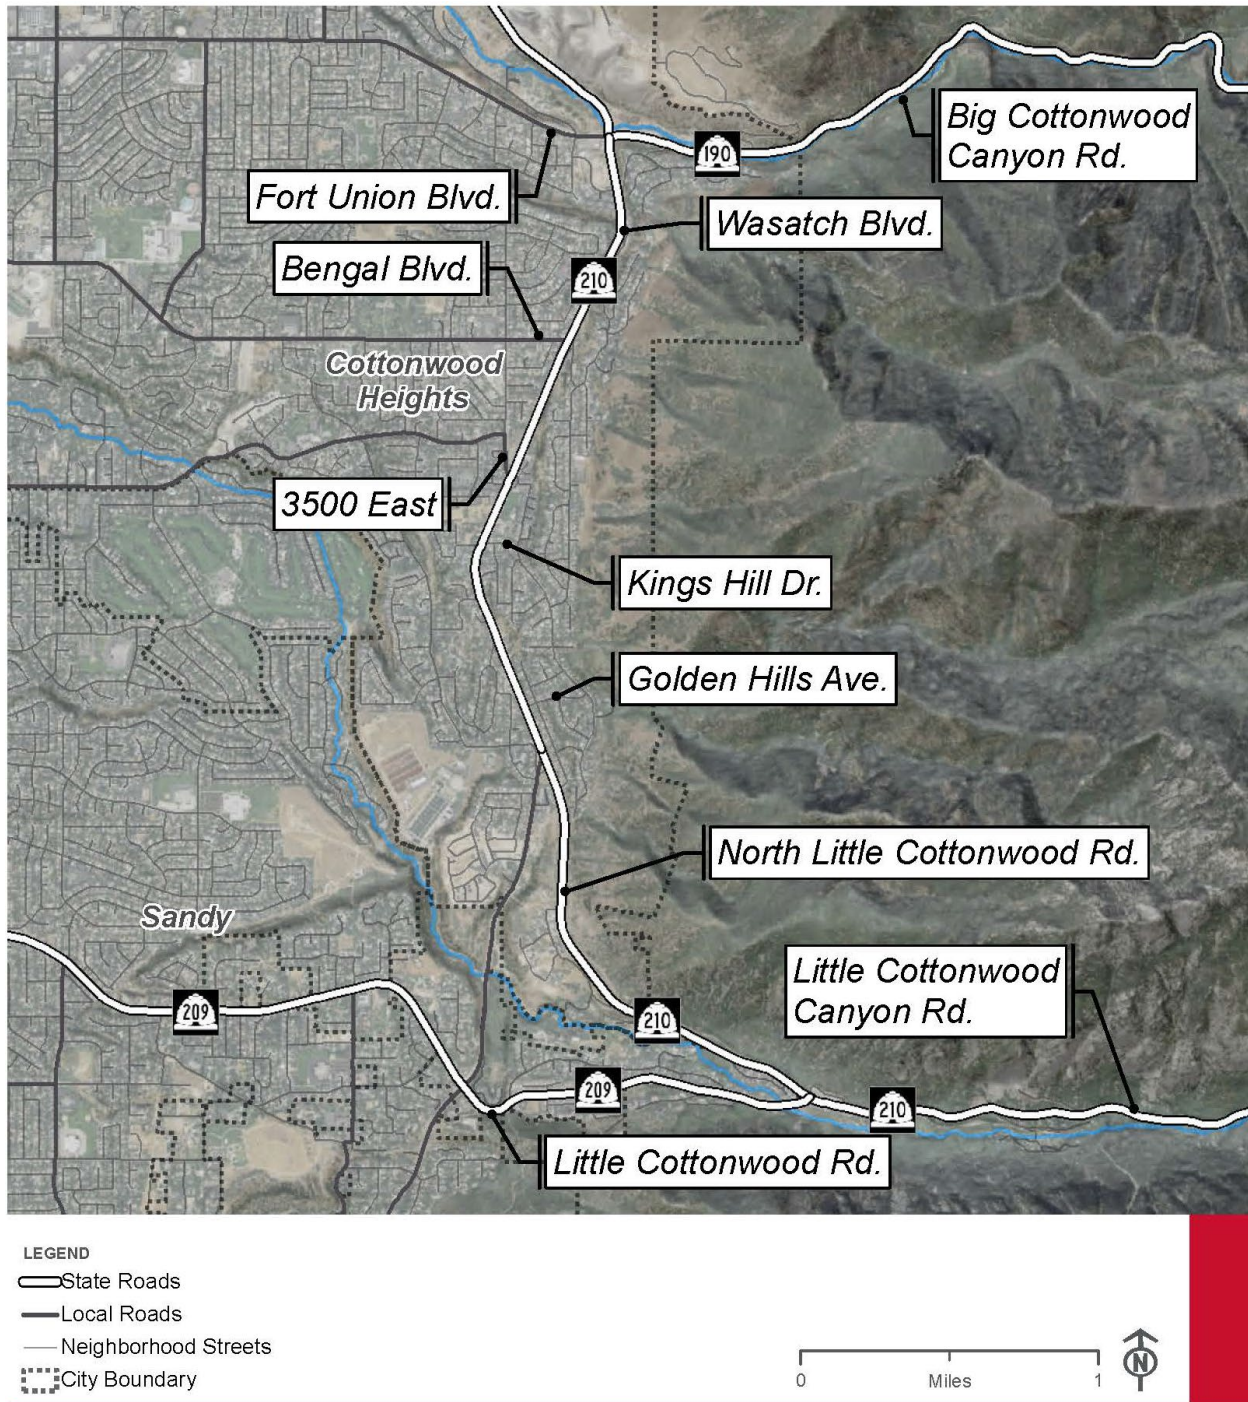 Big Cottonwood
Canyon Rd.
190
Fort Union Blvd.
Wasatch Blvd.
Bengal Blvd.
210
Cottonwood
Heights
3500 East
Kings Hill Dr.
Golden Hills Ave.
North Little Cottonwood Rd.
Sandy
Little Cottonwood
Canyon Rd.
209
210
209
210
Little Cottonwood Rd.
LEGEND
State Roads
Local Roads
Neighborhood Streets
City Boundary
0
Miles
1
N